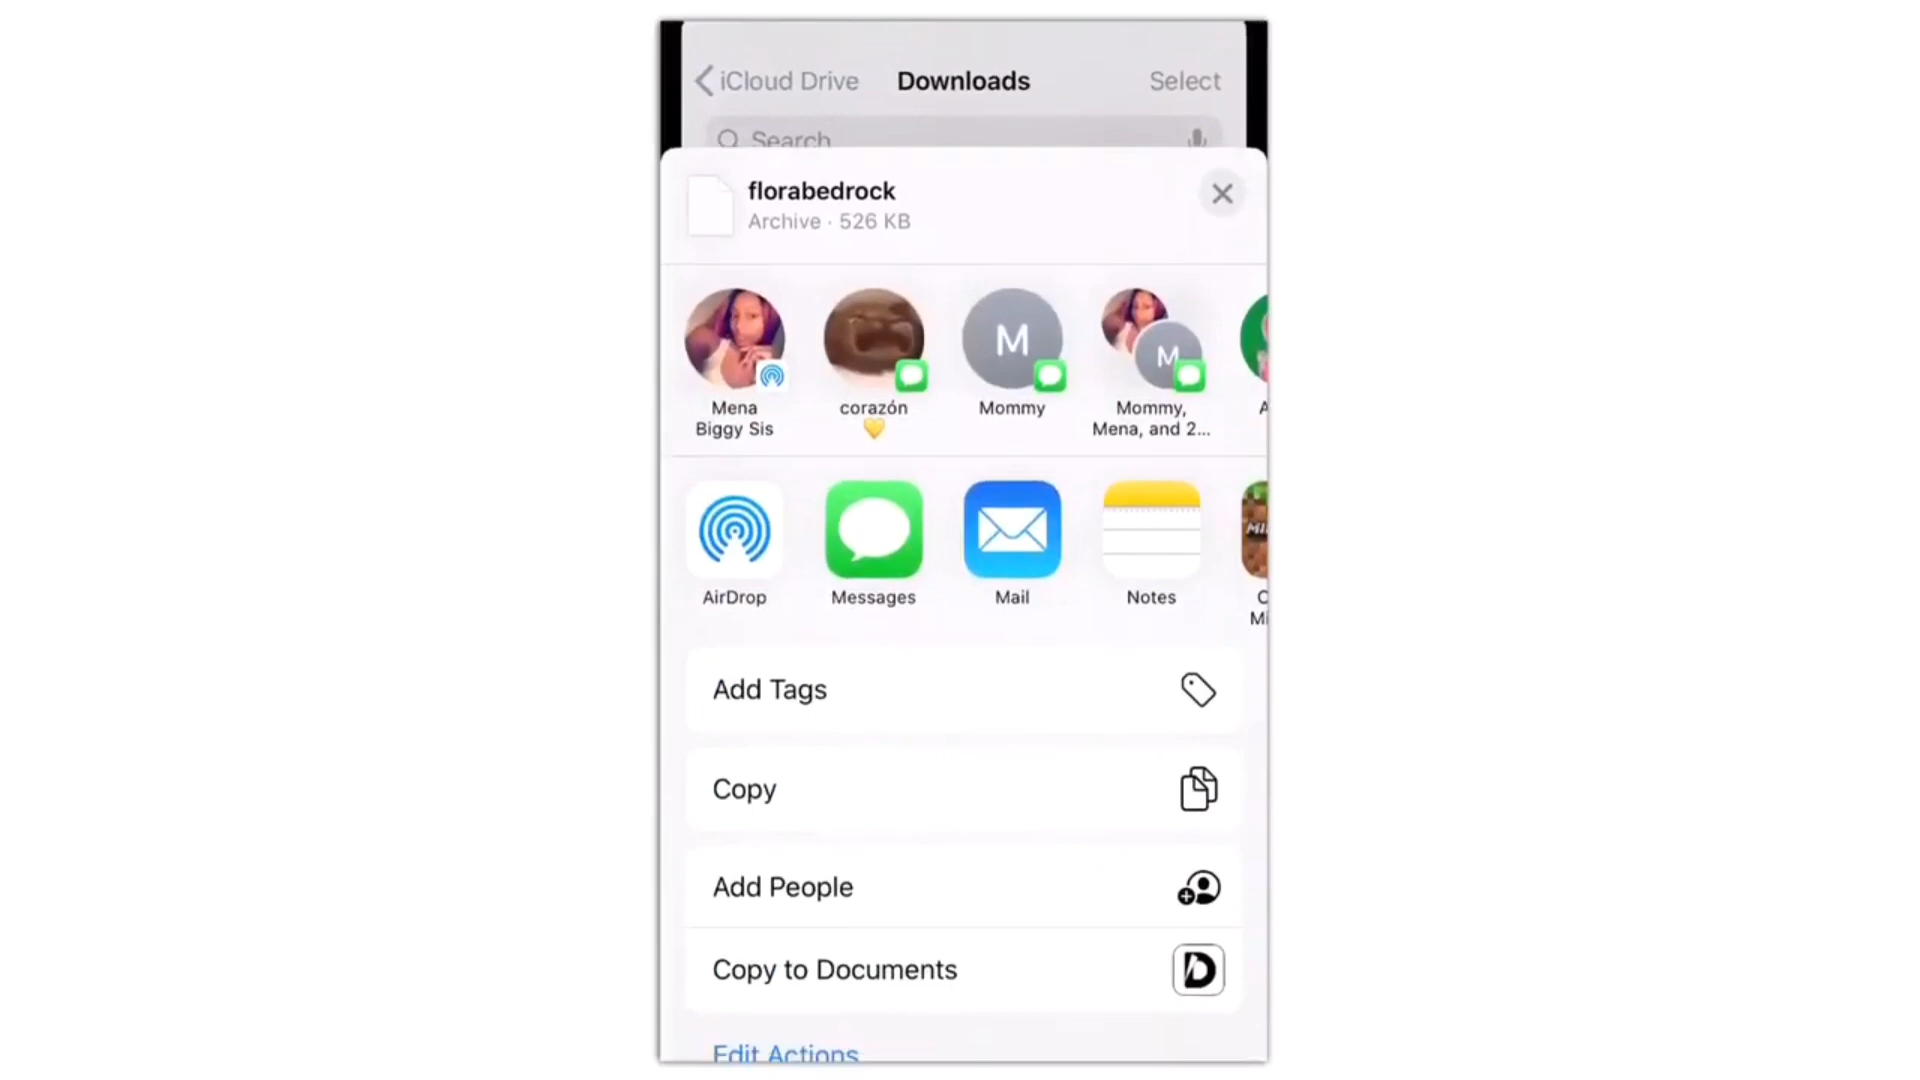 iCloud Drive
Downloads
Select
Search
florabedrock
Archive · 526 KB
M
M
Mena
Biggy Sis
corazón
💛
Mommy
Mommy,
Mena, and 2...
AirDrop
Messages
Mail
Notes
Add Tags
Copy
Add People
Copy to Documents
Edit Actions